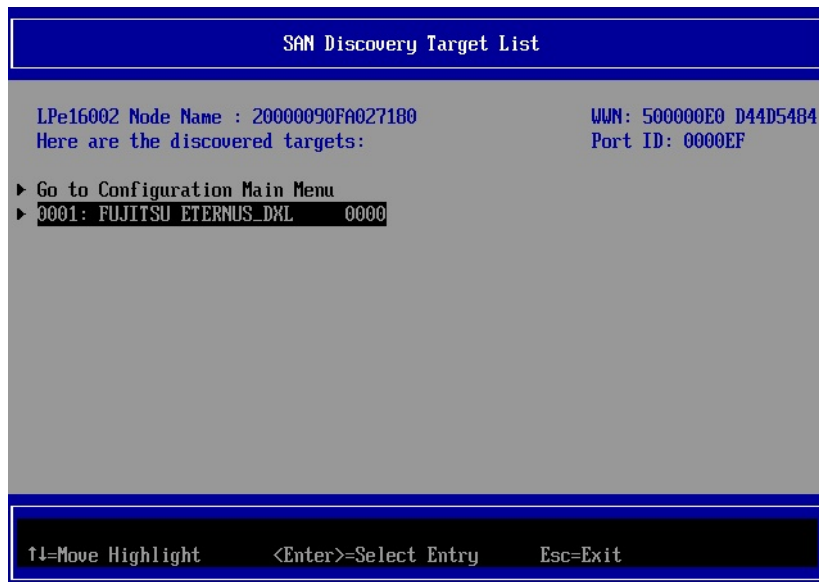 SAN Discovery Target List
LPe16002 Node Name : 20000090FA027180 WWN: 500000E0 D44D5484
Here are the discovered targets: Port ID: 0000EF
▶ Go to Configuration Main Menu
▶ 0001: FUJITSU ETERNUS_DXL 0000
↑↓=Move Highlight <Enter>=Select Entry Esc=Exit